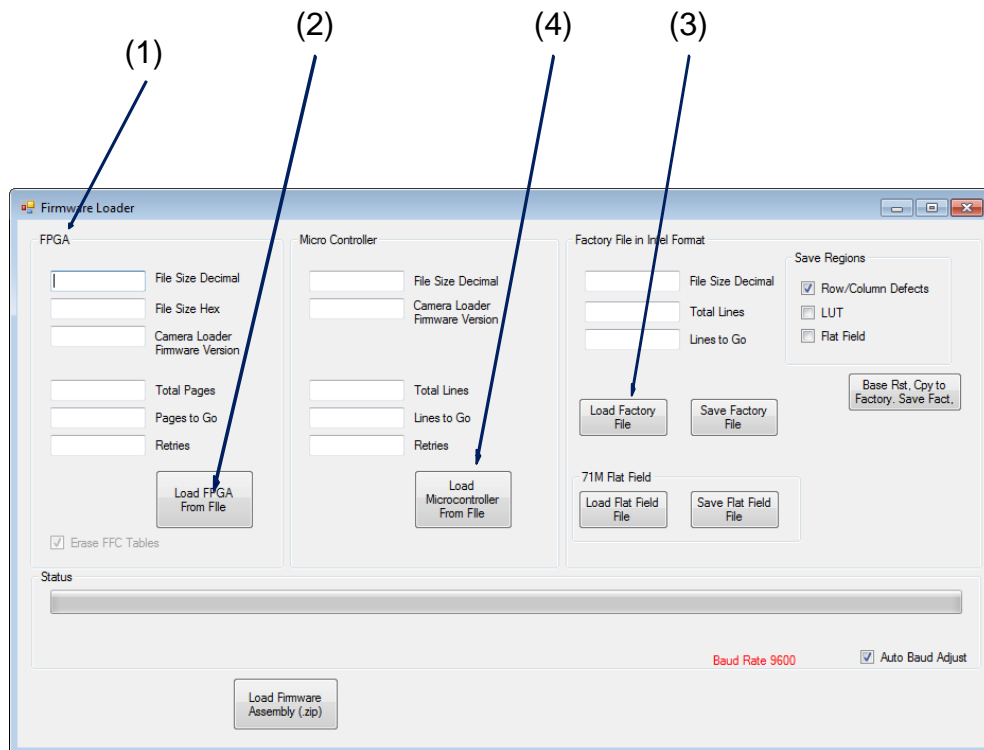 (1)
(2)
(4)
(3)
Firmware Loader
FPGA
File Size Decimal
File Size Hex
Camera Loader
Firmware Version
Total Pages
Pages to Go
Retries
Load FPGA
From FIle
Erase FFC Tables
Micro Controller
File Size Decimal
Camera Loader
Firmware Version
Total Lines
Lines to Go
Retries
Load
Microcontroller
From FIle
Factory File in Intel Format
File Size Decimal
Total Lines
Lines to Go
Save Regions
Row/Column Defects
LUT
Flat Field
Load Factory
File
Save Factory
File
Base Rst, Cpy to
Factory. Save Fact,
71M Flat Field
Load Flat Field
File
Save Flat Field
File
Status
Baud Rate 9600
Auto Baud Adjust
Load Firmware
Assembly (.zip)